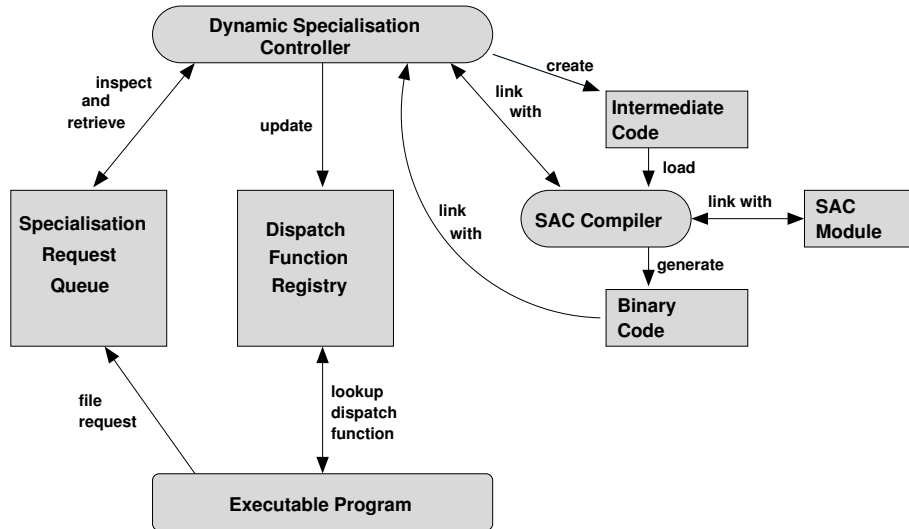 Dynamic Specialisation
Controller
inspect
and
retrieve
update
link
with
create
Intermediate
Code
load
Specialisation
Request
Queue
Dispatch
Function
Registry
link
with
SAC Compiler
link with
SAC
Module
generate
Binary
Code
file
request
lookup
dispatch
function
Executable Program